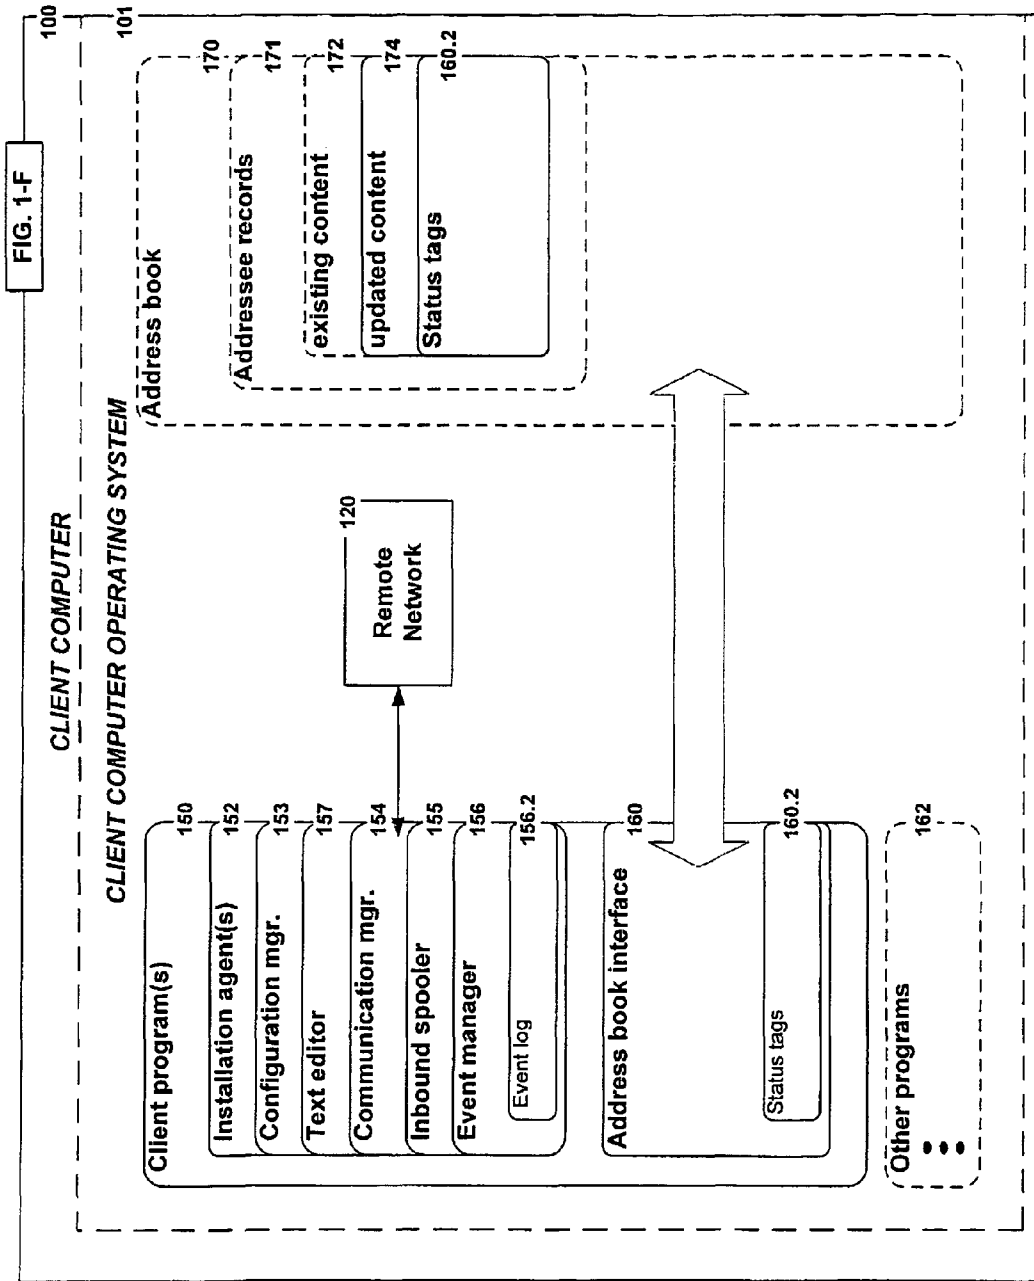 FIG. 1-F
CLIENT COMPUTER
100
CLIENT COMPUTER OPERATING SYSTEM
101
Client program(s)
150
Installation agent(s)
152
Configuration mgr.
153
Text editor
157
Communication mgr.
154
Inbound spooler
155
Event manager
156
Event log
156.2
Address book interface
160
Status tags
160.2
Other programs
162
Remote
Network
120
Address book
170
Addressee records
171
existing content
172
updated content
174
Status tags
160.2